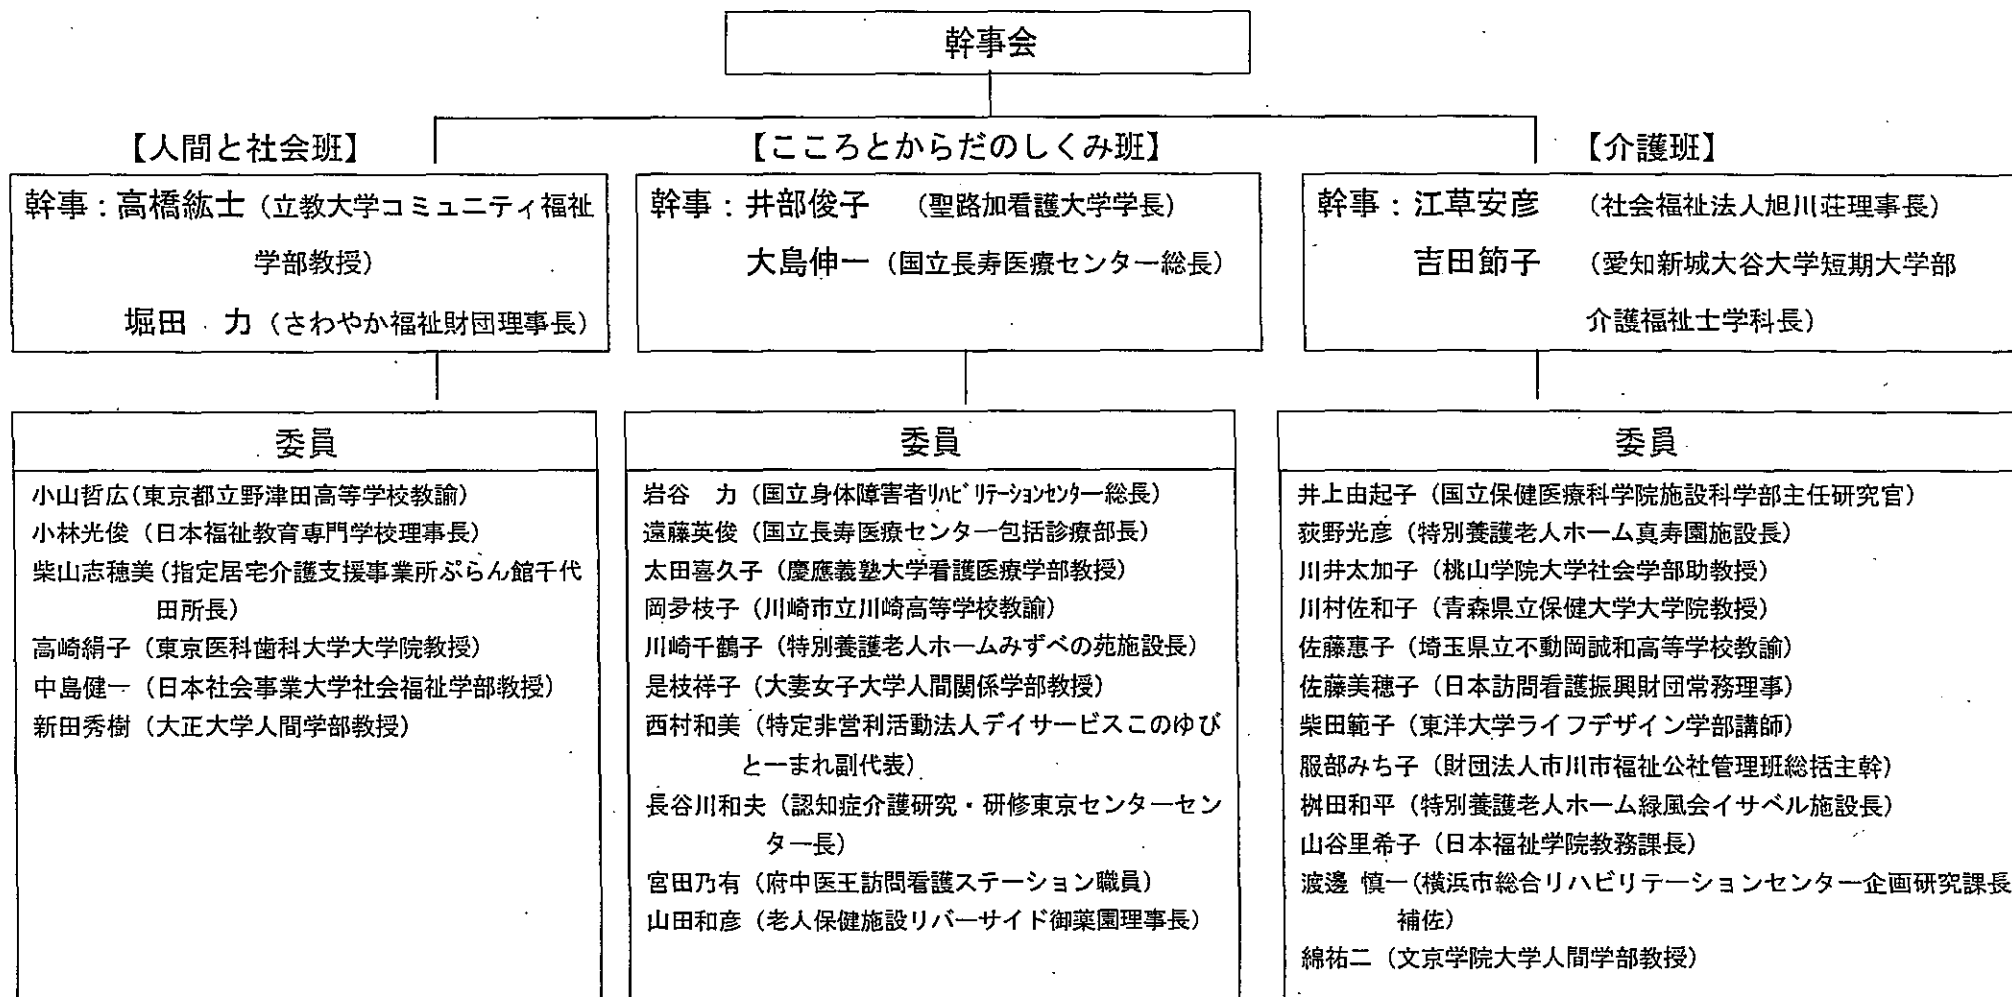 幹事会
【人間と社会班】
幹事：高橋紘士（立教大学コミュニティ福祉
学部教授）
堀田　力（さわやか福祉財団理事長）
【こころとからだのしくみ班】
幹事：井部俊子　（聖路加看護大学学長）
大島伸一（国立長寿医療センター総長）
【介護班】
幹事：江草安彦　（社会福祉法人旭川荘理事長）
吉田節子　（愛知新城大谷大学短期大学部
介護福祉士学科長）
委員
小山哲広（東京都立野津田高等学校教諭）
小林光俊（日本福祉教育専門学校理事長）
柴山志穂美（指定居宅介護支援事業所ぷらん館千代
田所長）
高崎絹子（東京医科歯科大学大学院教授）
中島健一（日本社会事業大学社会福祉学部教授）
新田秀樹（大正大学人間学部教授）
委員
岩谷　力（国立身体障害者ﾘﾊﾋﾞﾘﾃｰｼｮﾝｾﾝﾀｰ総長）
遠藤英俊（国立長寿医療センター包括診療部長）
太田喜久子（慶應義塾大学看護医療学部教授）
岡多枝子（川崎市立川崎高等学校教諭）
川崎千鶴子（特別養護老人ホームみずべの苑施設長）
是枝祥子（大妻女子大学人間関係学部教授）
西村和美（特定非営利活動法人デイサービスこのゆび
とーまれ副代表）
長谷川和夫（認知症介護研究・研修東京センターセン
ター長）
宮田乃有（府中医王訪問看護ステーション職員）
山田和彦（老人保健施設リバーサイド御薬園理事長）
委員
井上由起子（国立保健医療科学院施設科学部主任研究官）
荻野光彦（特別養護老人ホーム真寿園施設長）
川井太加子（桃山学院大学社会学部助教授）
川村佐和子（青森県立保健大学大学院教授）
佐藤惠子（埼玉県立不動岡誠和高等学校教諭）
佐藤美穂子（日本訪問看護振興財団常務理事）
柴田範子（東洋大学ライフデザイン学部講師）
服部みち子（財団法人市川市福祉公社管理班総括主幹）
桝田和平（特別養護老人ホーム緑風会イサベル施設長）
山谷里希子（日本福祉学院教務課長）
渡邊 慎一（横浜市総合リハビリテーションセンター企画研究課長
補佐）
綿祐二（文京学院大学人間学部教授）